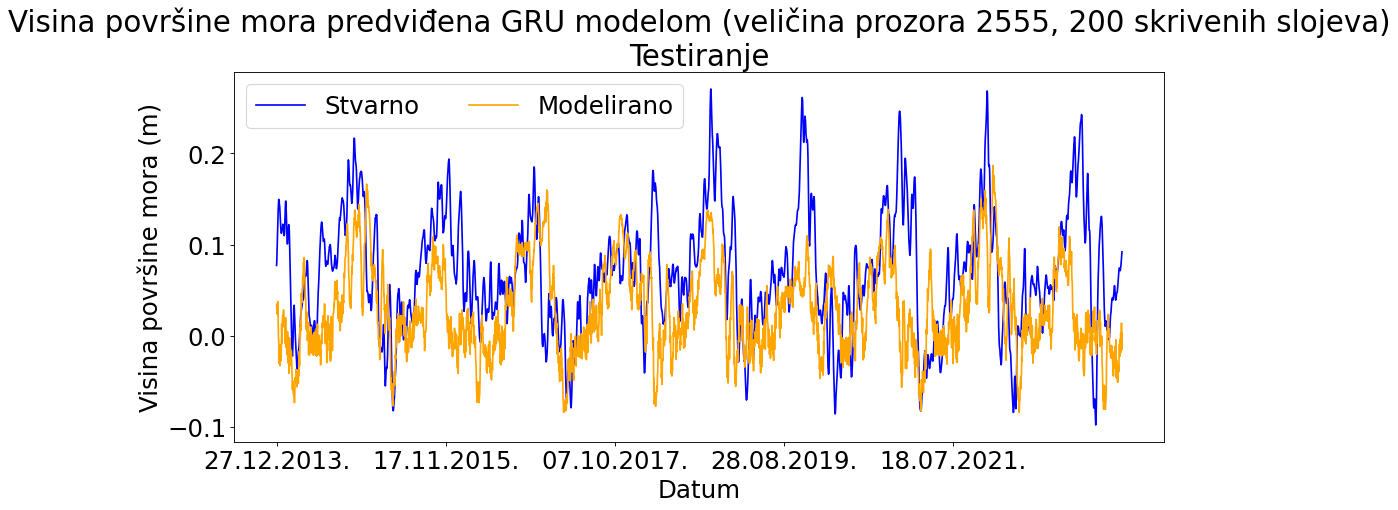 Visina površine mora predviđena GRU modelom (veličina prozora 2555, 200 skrivenih slojeva)
Testiranje
Stvarno Modelirano
Visina površine mora (m)
0.2
0.1
0.0
−0.1
27.12.2013. 17.11.2015. 07.10.2017. 28.08.2019. 18.07.2021.
Datum